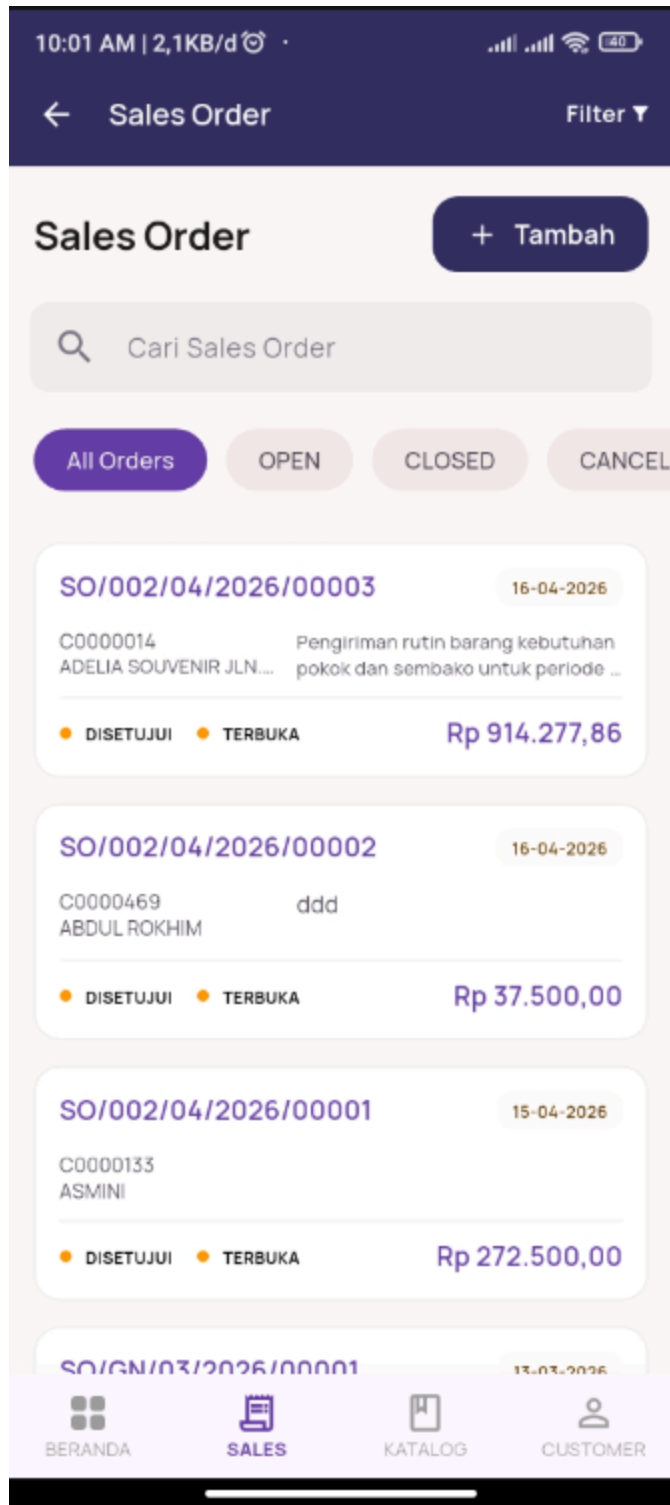 10:01 AM | 2,1KB/d
40
Sales Order
Filter
Sales Order
+ Tambah
Cari Sales Order
All Orders
OPEN
CLOSED
CANCEL
SO/002/04/2026/00003
16-04-2026
C0000014
ADELIA SOUVENIR JLN....
Pengiriman rutin barang kebutuhan
pokok dan sembako untuk periode ...
DISETUJUI
TERBUKA
Rp 914.277,86
SO/002/04/2026/00002
16-04-2026
C0000469
ABDUL ROKHIM
ddd
DISETUJUI
TERBUKA
Rp 37.500,00
SO/002/04/2026/00001
15-04-2026
C0000133
ASMINI
DISETUJUI
TERBUKA
Rp 272.500,00
SO/GN/03/2026/00001
13-03-2026
BERANDA
SALES
KATALOG
CUSTOMER